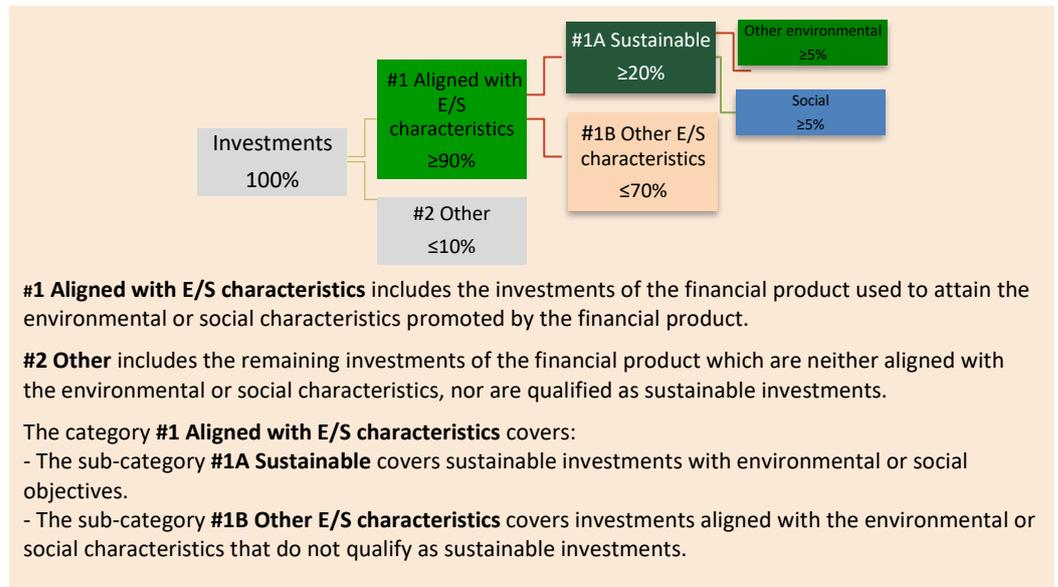 Investments
100%
#1 Aligned with
E/S
characteristics
≥90%
#2 Other
≤10%
#1A Sustainable
≥20%
#1B Other E/S
characteristics
≤70%
Other environmental
≥5%
Social
≥5%
#1 Aligned with E/S characteristics includes the investments of the financial product used to attain the
environmental or social characteristics promoted by the financial product.
#2 Other includes the remaining investments of the financial product which are neither aligned with
the environmental or social characteristics, nor are qualified as sustainable investments.
The category #1 Aligned with E/S characteristics covers:
- The sub-category #1A Sustainable covers sustainable investments with environmental or social
objectives.
- The sub-category #1B Other E/S characteristics covers investments aligned with the environmental or
social characteristics that do not qualify as sustainable investments.